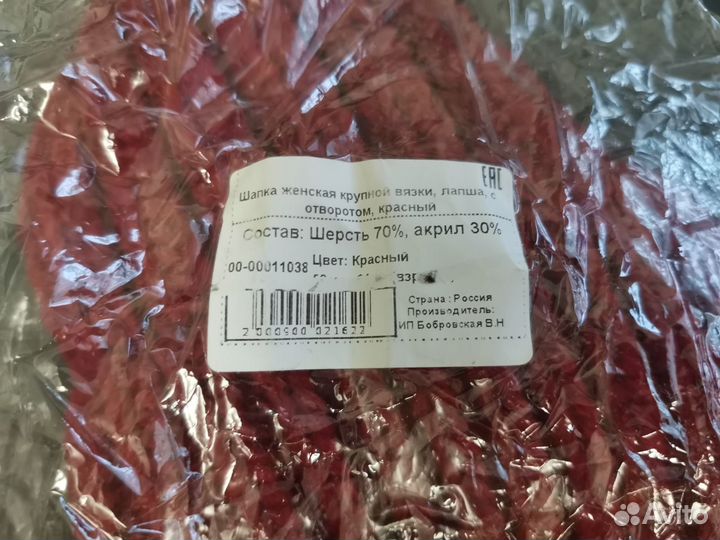 EAC
Шапка женская крупной вязки, лапша, с
отворотом, красный
Состав: Шерсть 70%, акрил 30%
00-00011038
Цвет: Красный
Страна: Россия
Производитель:
ИП Бобровская В.Н
2 000900 021622
Avito